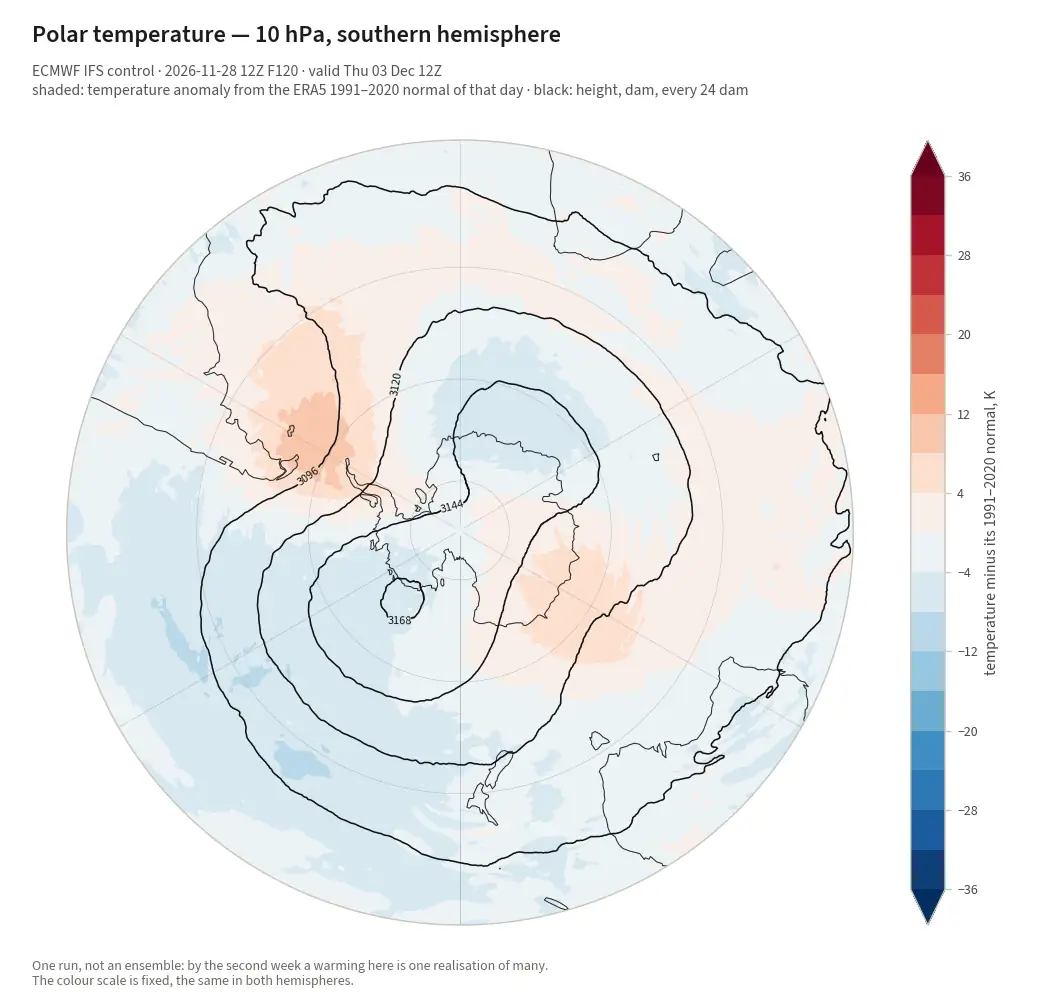 Polar temperature — 10 hPa, southern hemisphere
ECMWF IFS control · 2026-11-28 12Z F120 · valid Thu 03 Dec 12Z
shaded: temperature anomaly from the ERA5 1991–2020 normal of that day · black: height, dam, every 24 dam
3120
3096
3144
3168
36
28
20
12
4
−4
−12
−20
−28
−36
temperature minus its 1991–2020 normal, K
One run, not an ensemble: by the second week a warming here is one realisation of many.
The colour scale is fixed, the same in both hemispheres.